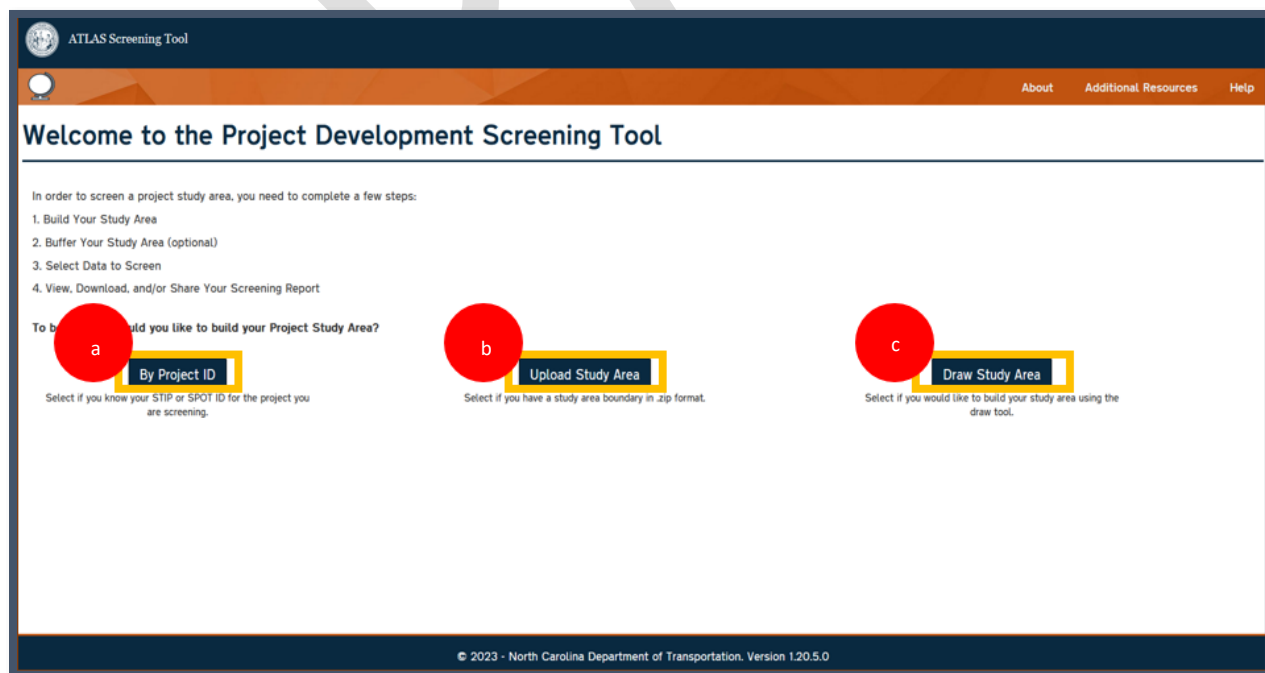 ATLAS Screening Tool
About Additional Resources Help
Welcome to the Project Development Screening Tool
In order to screen a project study area, you need to complete a few steps:
1. Build Your Study Area
2. Buffer Your Study Area (optional)
3. Select Data to Screen
4. View, Download, and/or Share Your Screening Report
To you like to build your Project Study Area?
a
b
c
By Project ID
Upload Study Area
Draw Study Area
Select if you know your STIP or SPOT ID for the project you
are screening.
Select if you have a study area boundary in .zip format.
Select if you would like to build your study area using the
draw tool.
© 2023 - North Carolina Department of Transportation. Version 1.20.5.0